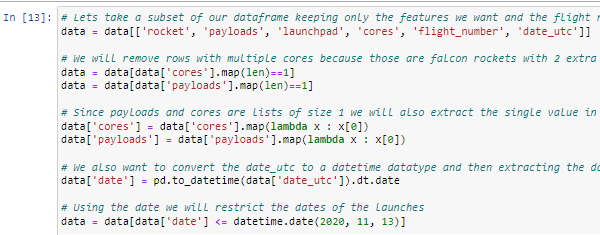 In [13]: # Lets take a subset of our dataframe keeping only the features we want and the flight
data = data[['rocket', 'payloads', 'launchpad', 'cores', 'flight_number', 'date_utc']]
# We will remove rows with multiple cores because those are falcon rockets with 2 extra
data = data[data['cores'].map(len)==1]
data = data[data['payloads'].map(len)==1]
# Since payloads and cores are lists of size 1 we will also extract the single value in
data['cores'] = data['cores'].map(lambda x : x[0])
data['payloads'] = data['payloads'].map(lambda x : x[0])
# We also want to convert the date_utc to a datetime datatype and then extracting the
data['date'] = pd.to_datetime(data['date_utc']).dt.date
# Using the date we will restrict the dates of the launches
data = data[data['date'] <= datetime.date(2020, 11, 13)]